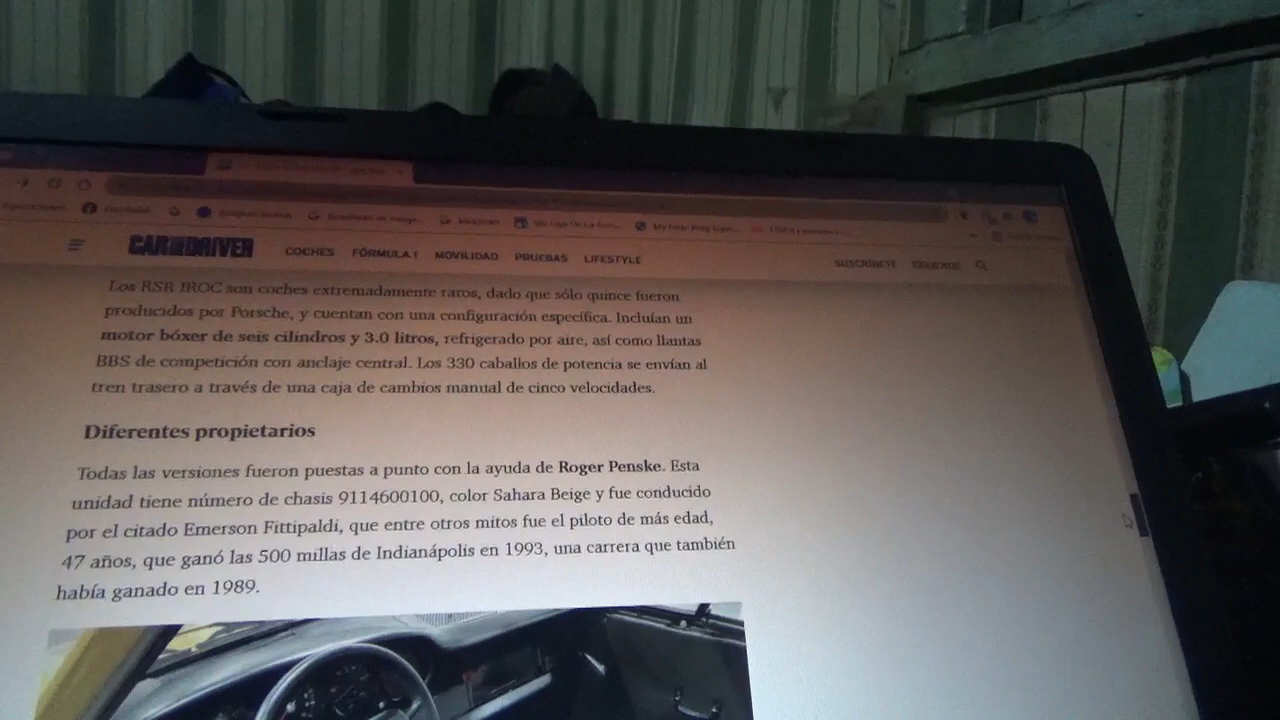 CAR AND DRIVER
COCHES FÓRMULA 1 MOVILIDAD PRUEBAS LIFESTYLE
SUSCRÍBETE
Los RSR IROC son coches extremadamente raros, dado que sólo quince fueron
producidos por Porsche, y cuentan con una configuración específica. Incluían un
motor bóxer de seis cilindros y 3.0 litros, refrigerado por aire, así como llantas
BBS de competición con anclaje central. Los 330 caballos de potencia se envían al
tren trasero a través de una caja de cambios manual de cinco velocidades.
Diferentes propietarios
Todas las versiones fueron puestas a punto con la ayuda de Roger Penske. Esta
unidad tiene número de chasis 9114600100, color Sahara Beige y fue conducido
por el citado Emerson Fittipaldi, que entre otros mitos fue el piloto de más edad,
47 años, que ganó las 500 millas de Indianápolis en 1993, una carrera que también
había ganado en 1989.